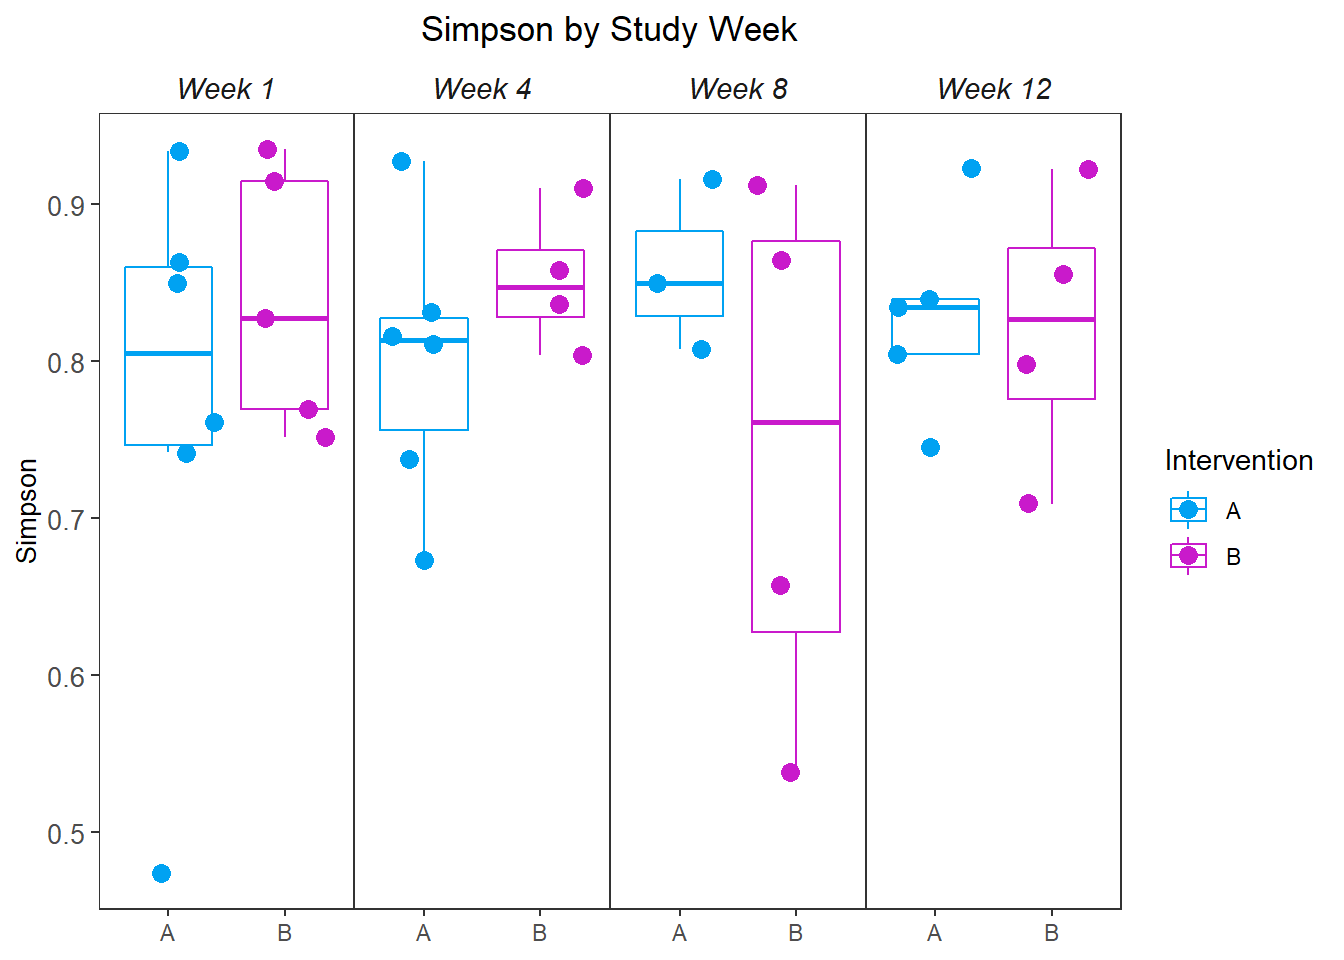 Simpson by Study Week
Week 1 Week 4 Week 8 Week 12
0.9
0.8
0.7
0.6
0.5
Simpson
A B A B A B A B
Intervention
A
B